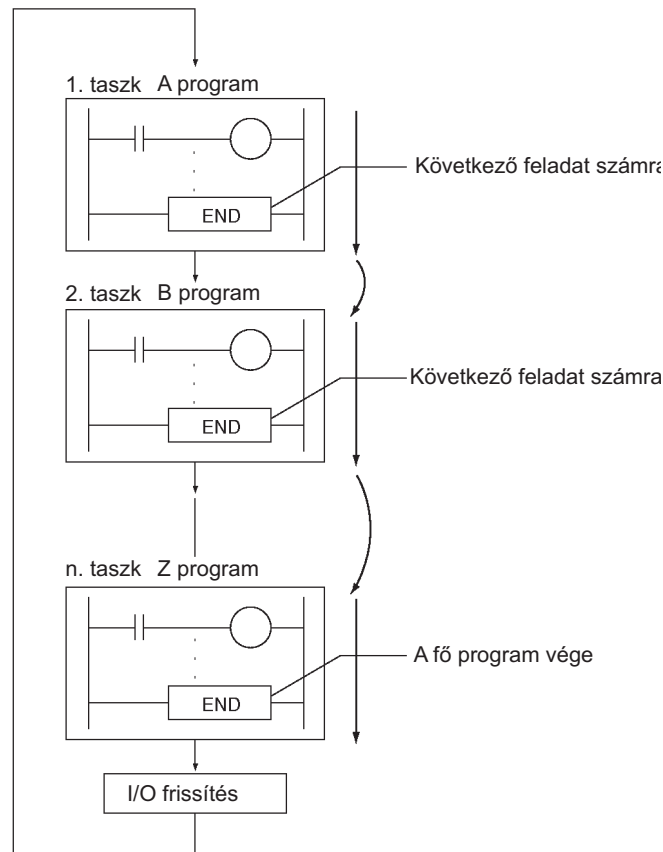 1. taszk A program
END
Következő feladat számra
2. taszk B program
END
Következő feladat számra
n. taszk Z program
A fő program vége
END
I/O frissítés